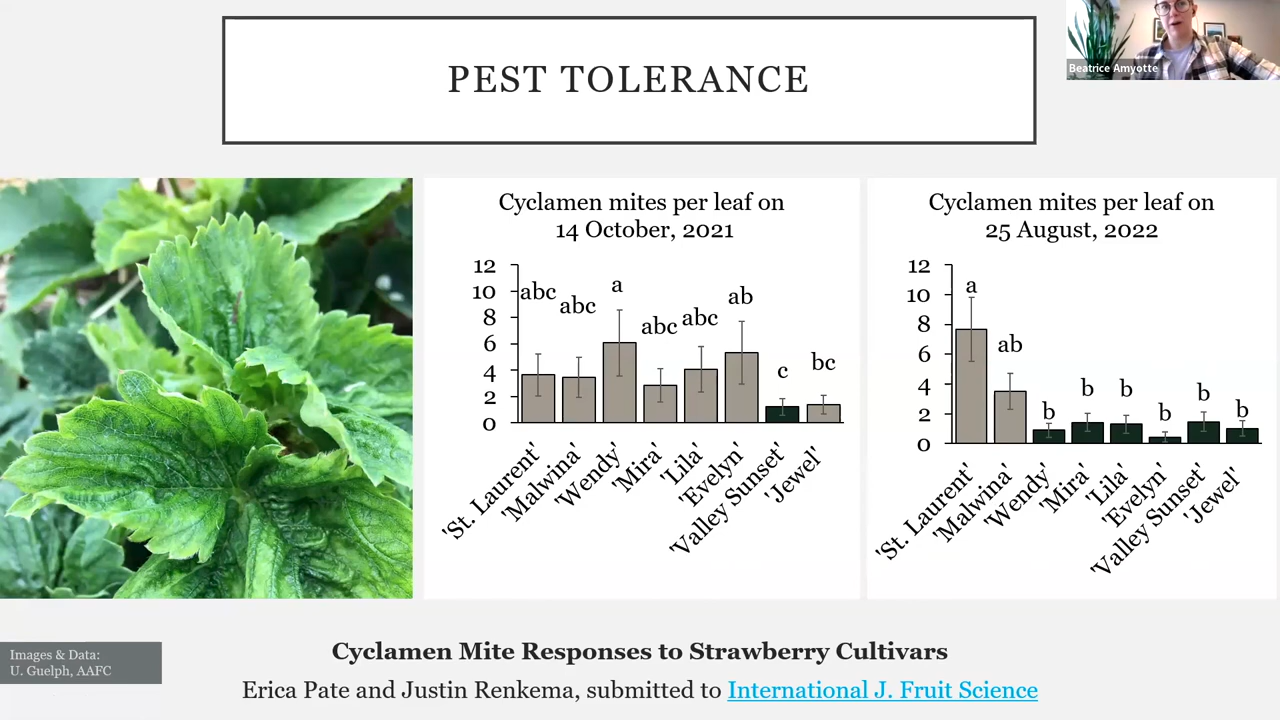 PEST TOLERANCE
Beatrice Amyotte
Cyclamen mites per leaf on
14 October, 2021
12
10
8
6
4
2
0
abc
abc
a
abc
abc
ab
c
bc
'St. Laurent'
'Malwina'
'Wendy'
'Mira'
'Lila'
'Evelyn'
'Valley Sunset'
'Jewel'
Cyclamen mites per leaf on
25 August, 2022
12
10
8
6
4
2
0
a
ab
b
b
b
b
b
b
'St. Laurent'
'Malwina'
'Wendy'
'Mira'
'Lila'
'Evelyn'
'Valley Sunset'
'Jewel'
Images & Data:
U. Guelph, AAFC
Cyclamen Mite Responses to Strawberry Cultivars
Erica Pate and Justin Renkema, submitted to International J. Fruit Science